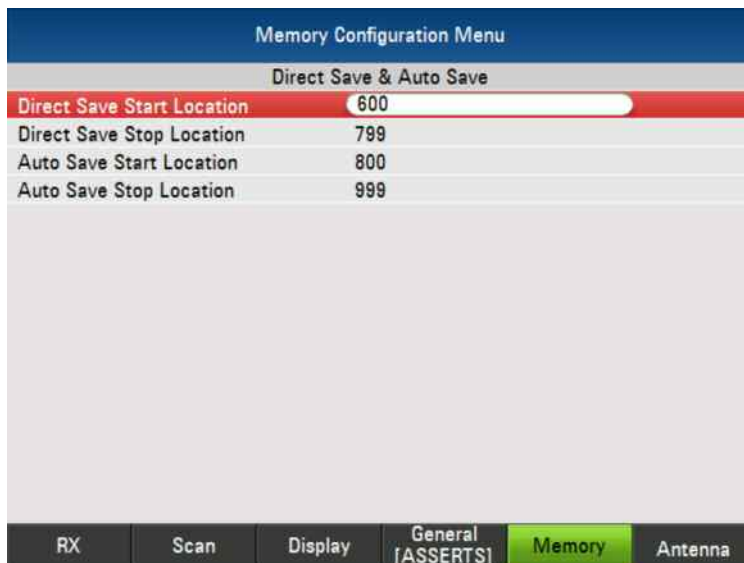 Memory Configuration Menu
Direct Save & Auto Save
Direct Save Start Location 600
Direct Save Stop Location 799
Auto Save Start Location 800
Auto Save Stop Location 999
RX Scan Display General [ASSERTS] Memory Antenna